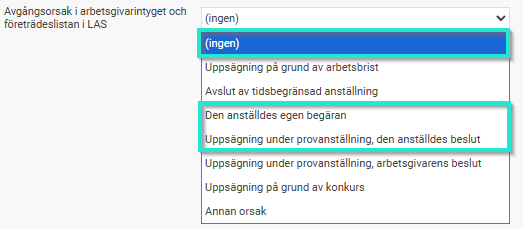 Avgångsorsak i arbetsgivarintyget och
företrädeslistan i LAS
(ingen)
(ingen)
Uppsägning på grund av arbetsbrist
Avslut av tidsbegränsad anställning
Den anställdes egen begäran
Uppsägning under provanställning, den anställdes beslut
Uppsägning under provanställning, arbetsgivarens beslut
Uppsägning på grund av konkurs
Annan orsak